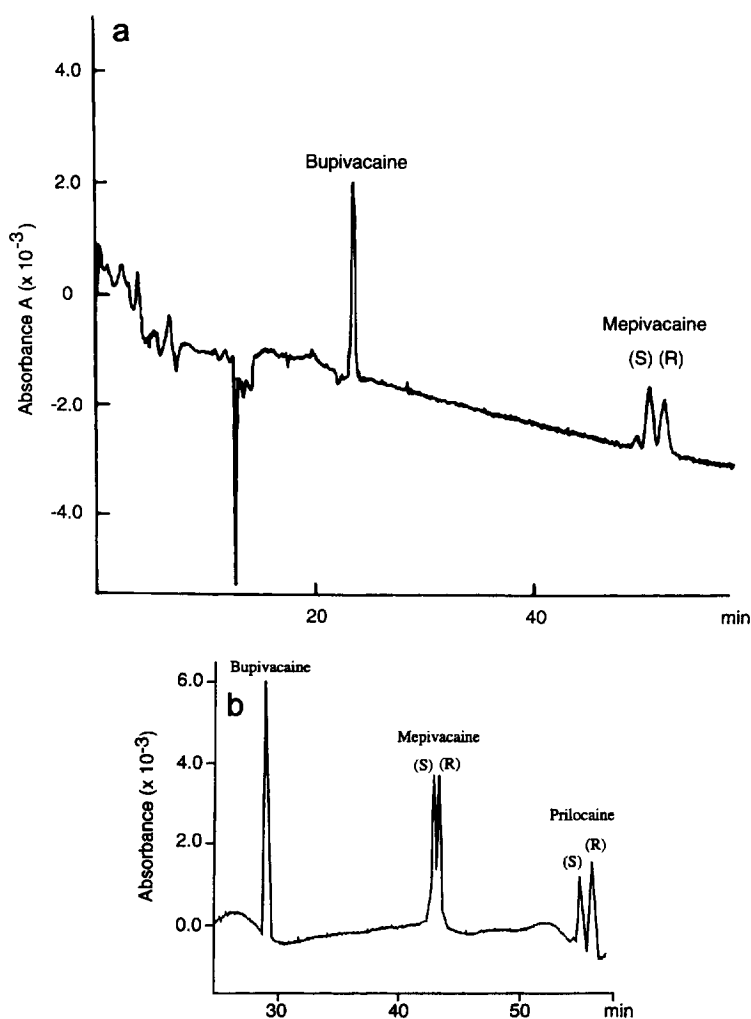 a
4.0
Bupivacaine
2.0
0
Mepivacaine
(S) (R)
-2.0
-4.0
Absorbance A (x 10⁻³)
20
40
min
Bupivacaine
6.0
b
Mepivacaine
4.0
(S) (R)
Prilocaine
2.0
(S)
(R)
0.0
Absorbance (x 10⁻³)
30
40
50
min